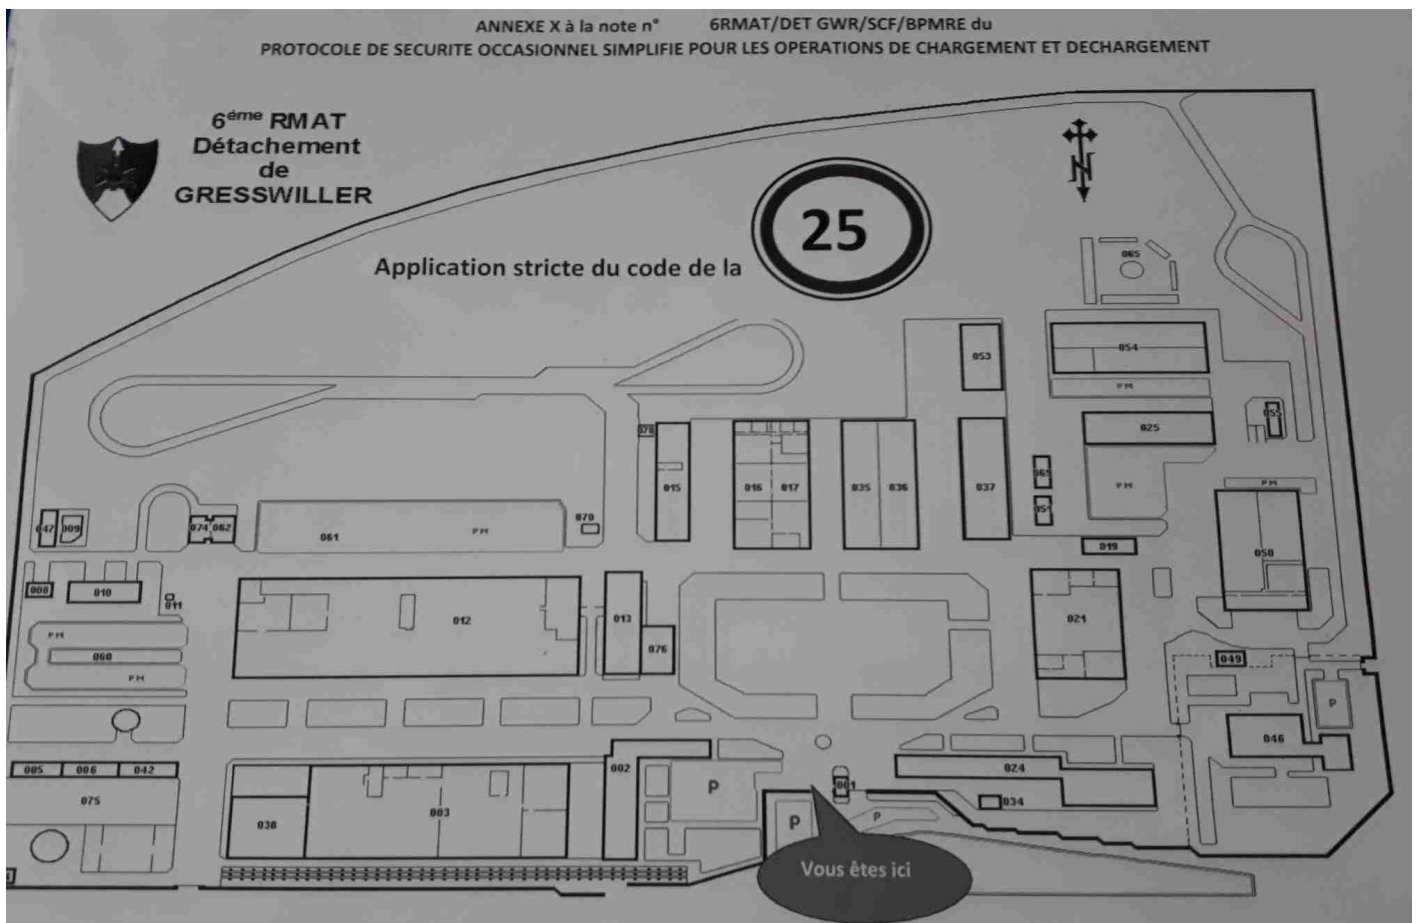 ANNEXE X à la note n° 6RMAT/DET GWR/SCF/BPMRE du
PROTOCOLE DE SECURITE OCCASIONNEL SIMPLIFIE POUR LES OPERATIONS DE CHARGEMENT ET DECHARGEMENT
6éme RMAT
Détachement
de
GRESSWILLER
N
25
Application stricte du code de la
065
053
054
PM
055
025
070
015
016
017
035
036
037
051
PM
PM
047
009
074
062
061
PM
070
019
050
008
010
011
012
013
076
021
PM
060
PM
049
P
046
005
006
042
002
024
075
003
P
001
034
038
P
P
Vous êtes ici